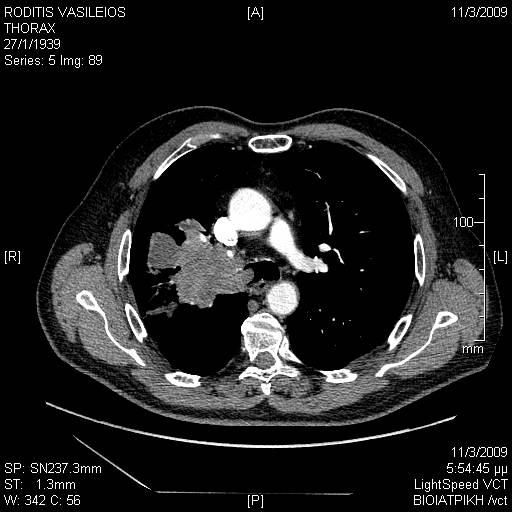 RODITIS VASILEIOS
THORAX
27/1/1939
Series: 5 Img: 89
[A]
11/3/2009
100
[R]
[L]
mm
SP: SN237.3mm
ST: 1.3mm
W: 342 C: 56
[P]
11/3/2009
5:54:45 μμ
LightSpeed VCT
ΒΙΟΙΑΤΡΙΚΗ /vct